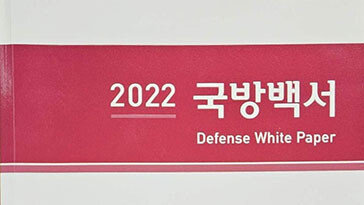 2022 국방백서
Defense White Paper